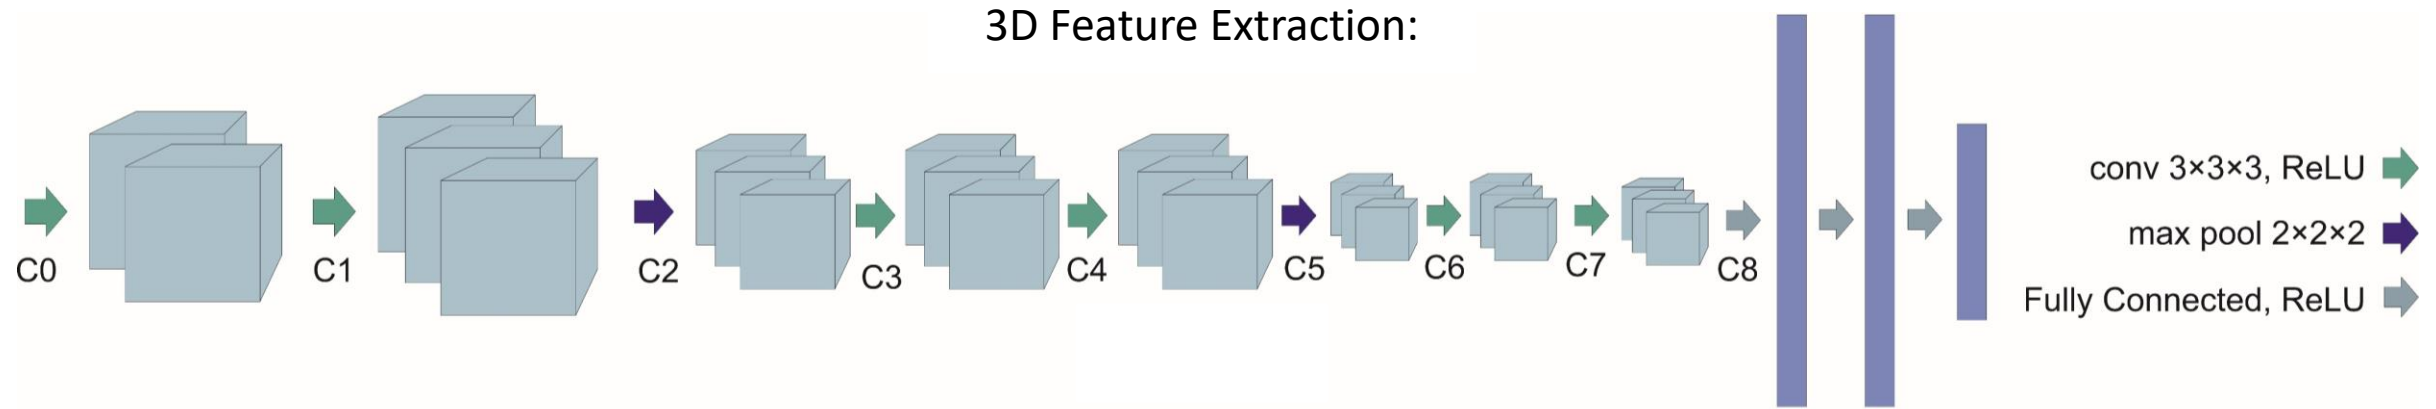 3D Feature Extraction:
C0
C1
C2
C3
C4
C5
C6
C7
C8
conv 3×3×3, ReLU
max pool 2×2×2
Fully Connected, ReLU